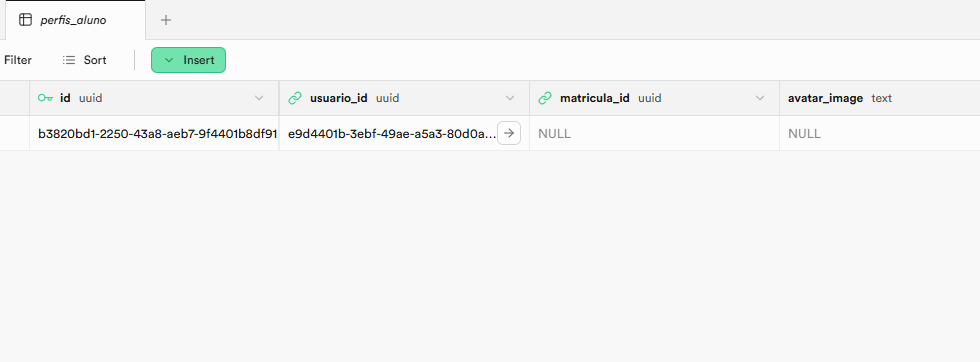 perfis_aluno
Filter Sort Insert
id uuid usuario_id uuid matricula_id uuid avatar_image text
b3820bd1-2250-43a8-aeb7-9f4401b8df91 e9d4401b-3ebf-49ae-a5a3-80d0a... NULL NULL